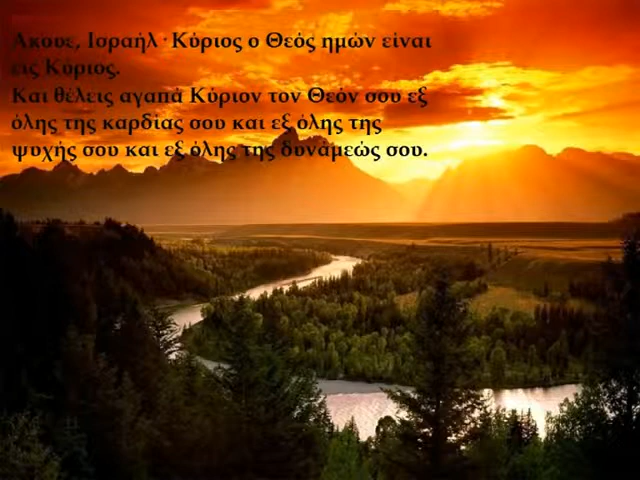 Ακουε, Ισραήλ· Κύριος ο Θεός ημών είναι
εις Κύριος.
Και θέλεις αγαπά Κύριον τον Θεόν σου εξ
όλης της καρδίας σου και εξ όλης της
ψυχής σου και εξ όλης της δυνάμεώς σου.